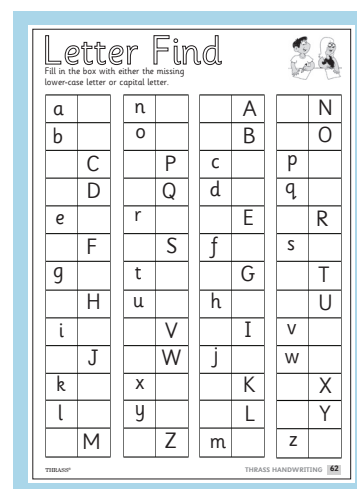 Letter Find
Fill in the box with either the missing
lower-case letter or capital letter.
a n A N
b o B O
C P c p
D Q d q
e r E R
F S f s
g t G T
H u h U
i V I v
J W j w
k x K X
l y L Y
M Z m z
THRASS® THRASS HANDWRITING 62